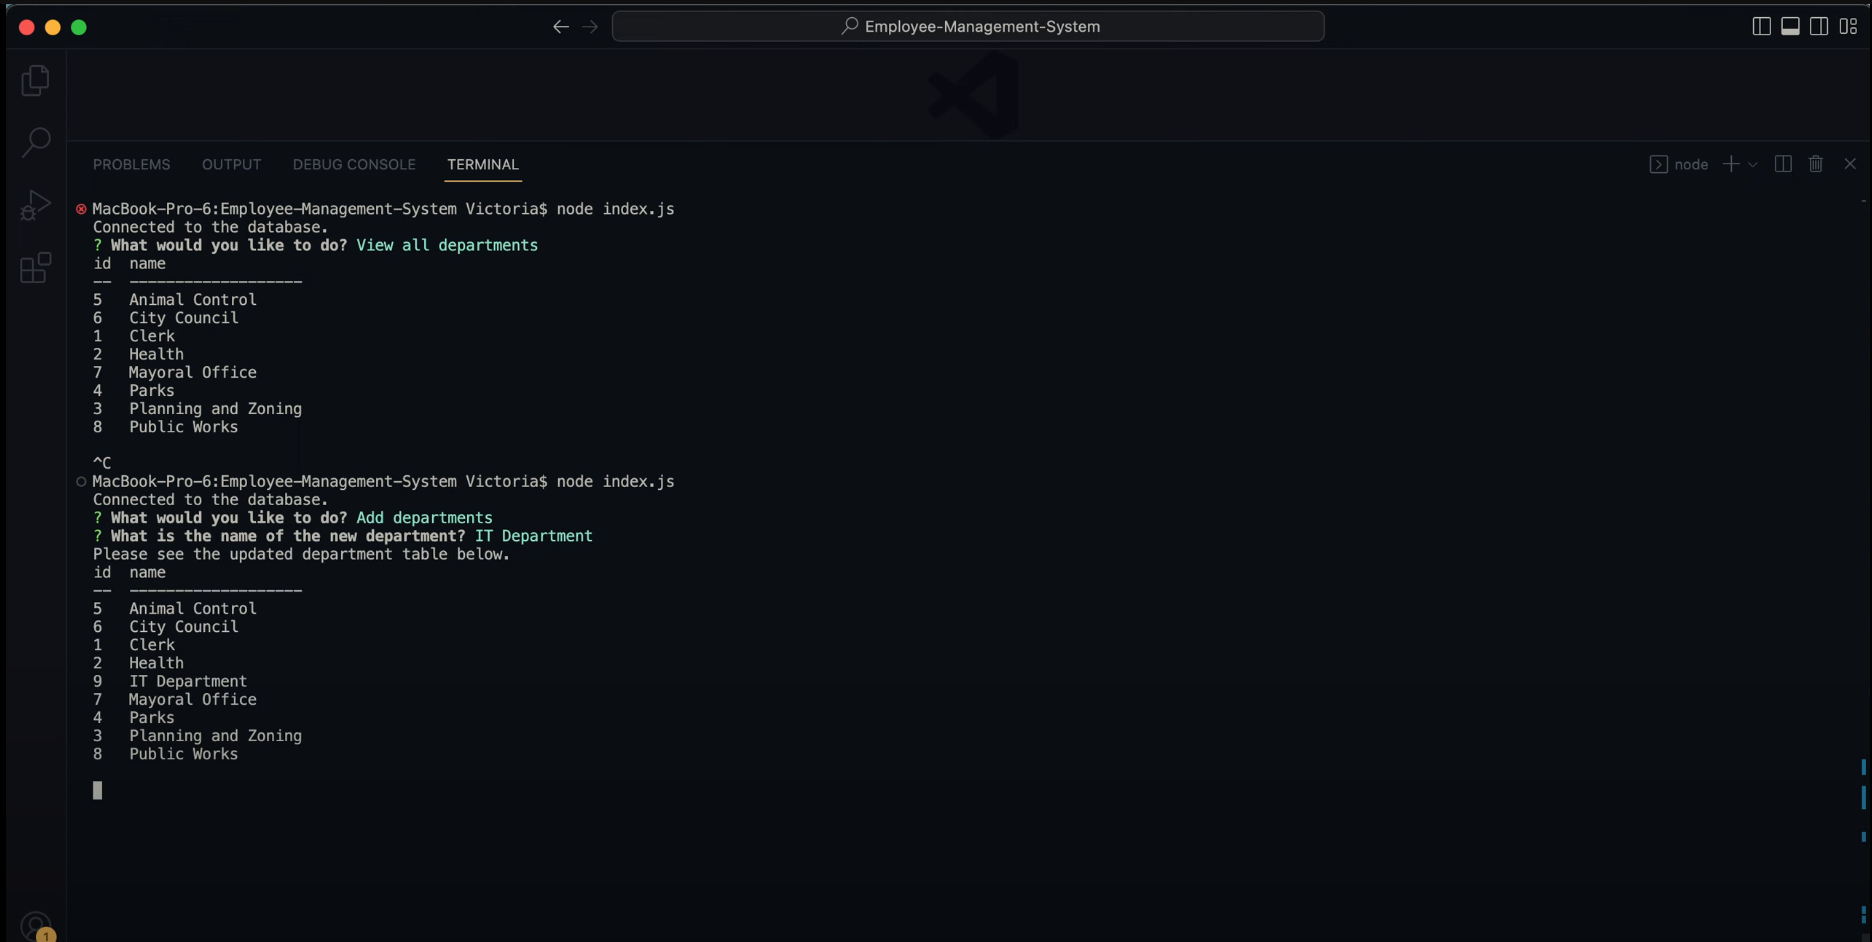 Employee-Management-System
PROBLEMS OUTPUT DEBUG CONSOLE TERMINAL node
MacBook-Pro-6:Employee-Management-System Victoria$ node index.js
Connected to the database.
? What would you like to do? View all departments
id name
-- -------------------
5 Animal Control
6 City Council
1 Clerk
2 Health
7 Mayoral Office
4 Parks
3 Planning and Zoning
8 Public Works
^C
MacBook-Pro-6:Employee-Management-System Victoria$ node index.js
Connected to the database.
? What would you like to do? Add departments
? What is the name of the new department? IT Department
Please see the updated department table below.
id name
-- -------------------
5 Animal Control
6 City Council
1 Clerk
2 Health
9 IT Department
7 Mayoral Office
4 Parks
3 Planning and Zoning
8 Public Works
1